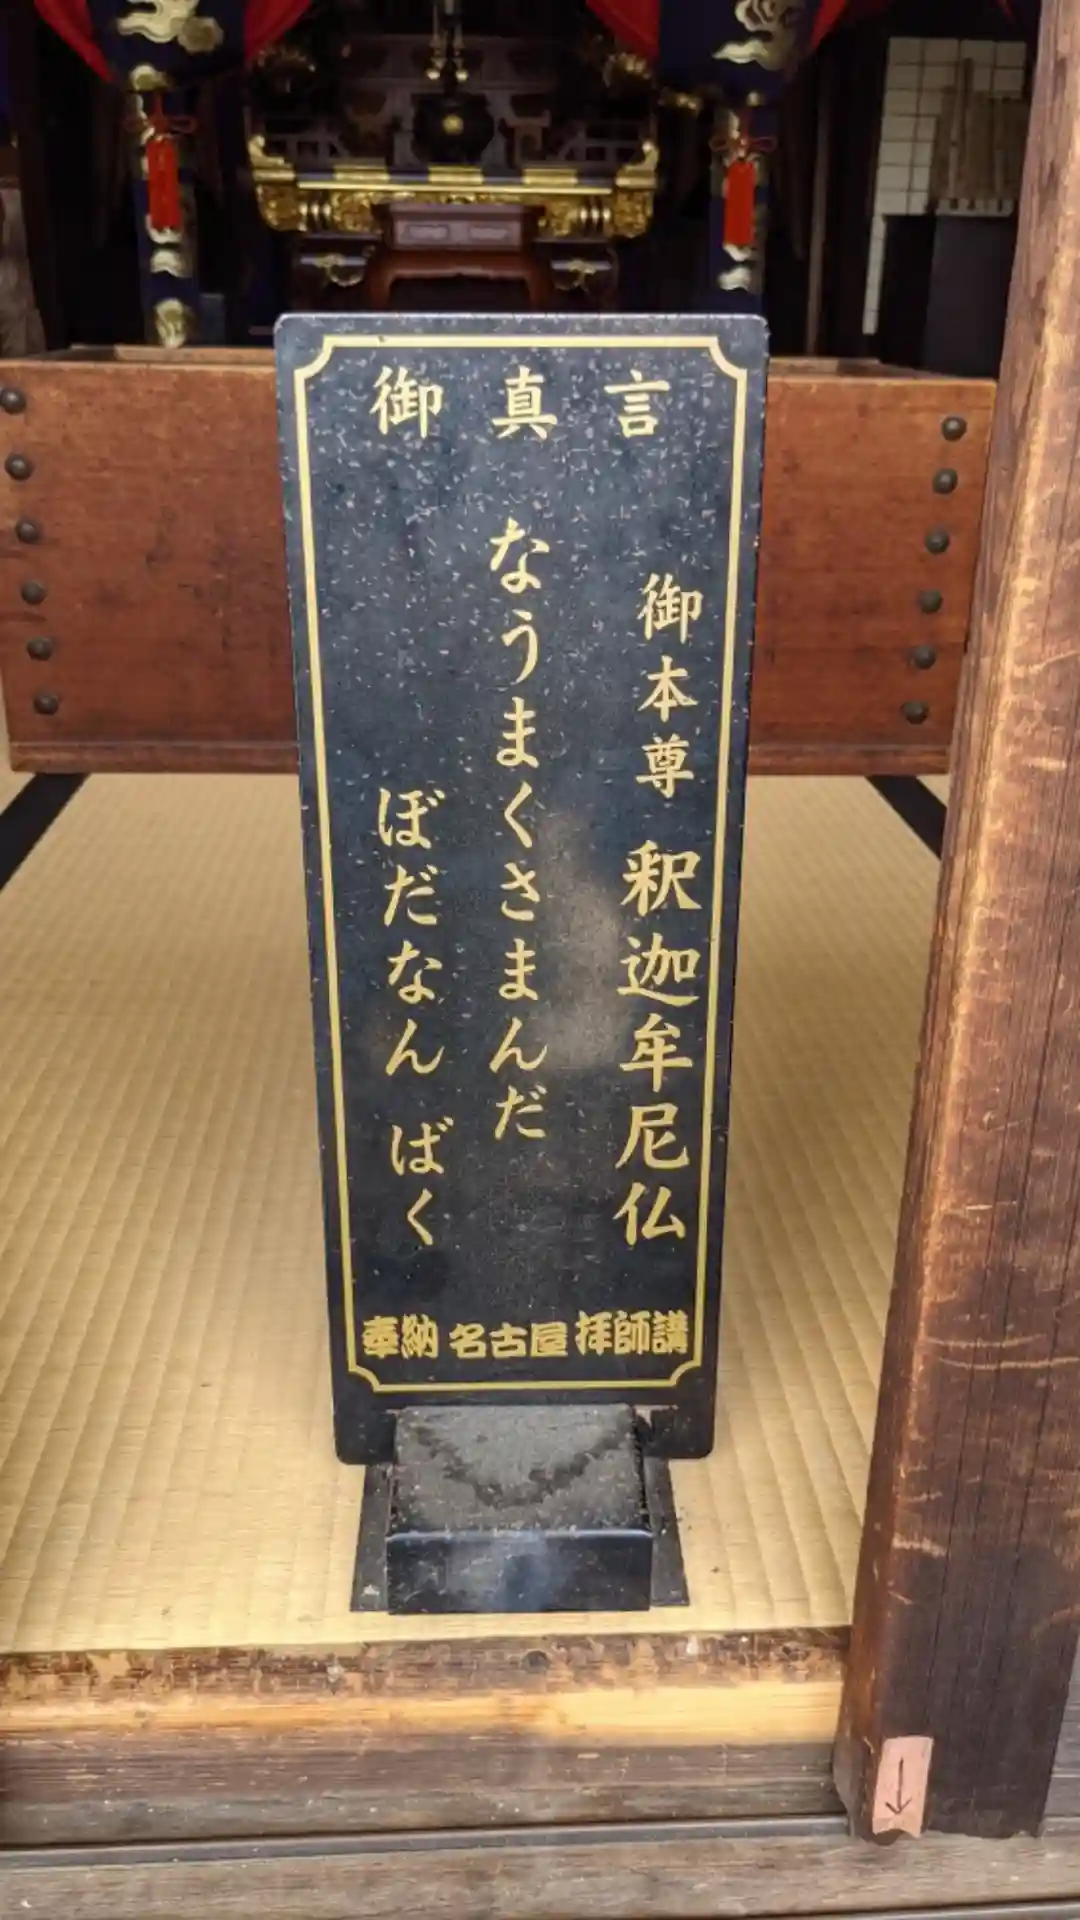 御真言
御本尊 釈迦牟尼仏
なうまくさまんだ
ぼだなん ばく
奉納 名古屋 拝師講